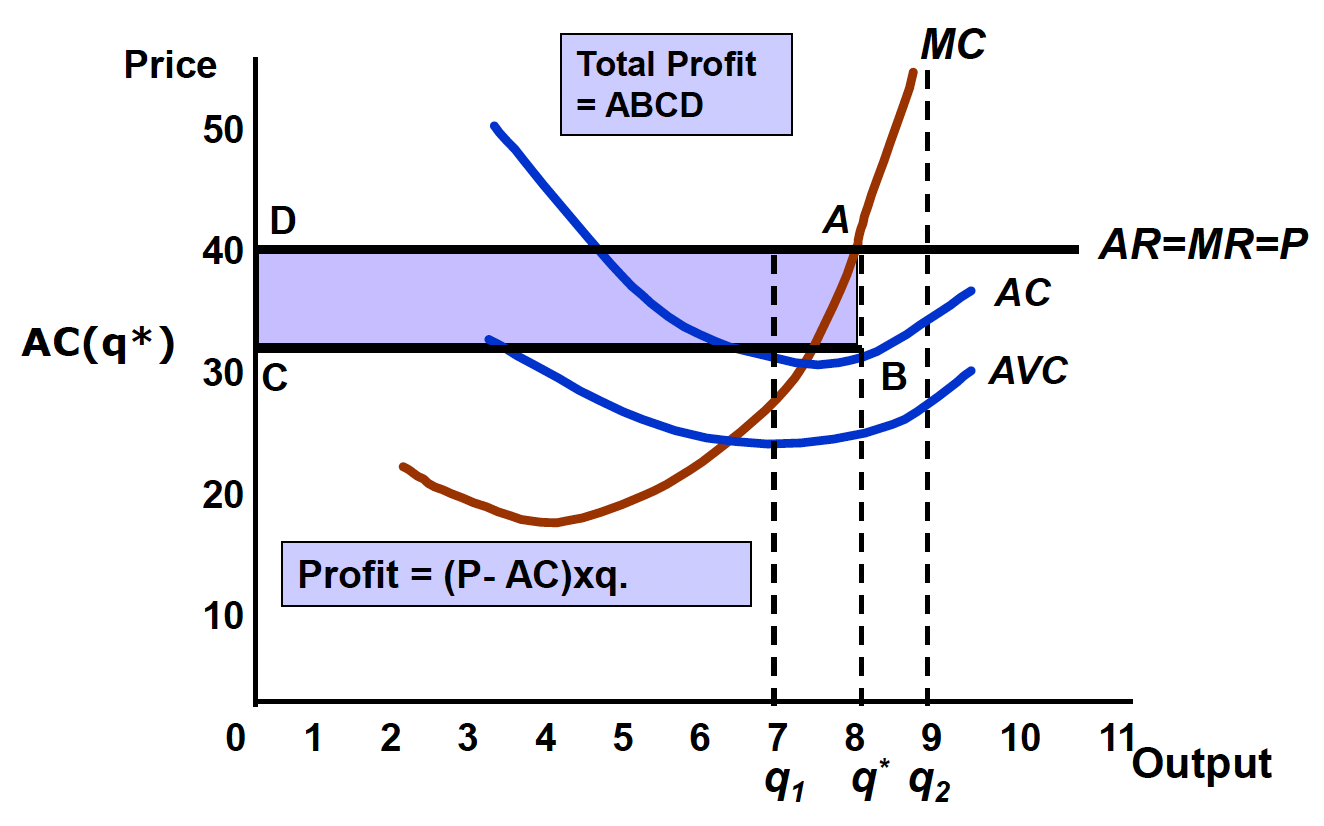 MC
Price
Total Profit
= ABCD
50
D
A
40
AR=MR=P
AC
AC(q*)
30
C
B
AVC
20
Profit = (P- AC)xq.
10
0 1 2 3 4 5 6 7 8 9 10 11
Output
q1 q* q2